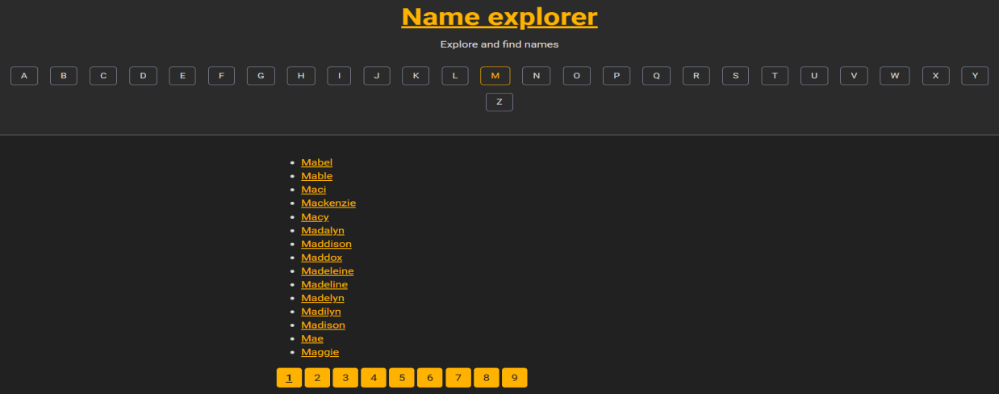 Name explorer
Explore and find names
A B C D E F G H I J K L M N O P Q R S T U V W X Y
Z
Mabel
Mable
Maci
Mackenzie
Macy
Madalyn
Maddison
Maddox
Madeleine
Madeline
Madelyn
Madilyn
Madison
Mae
Maggie
1 2 3 4 5 6 7 8 9